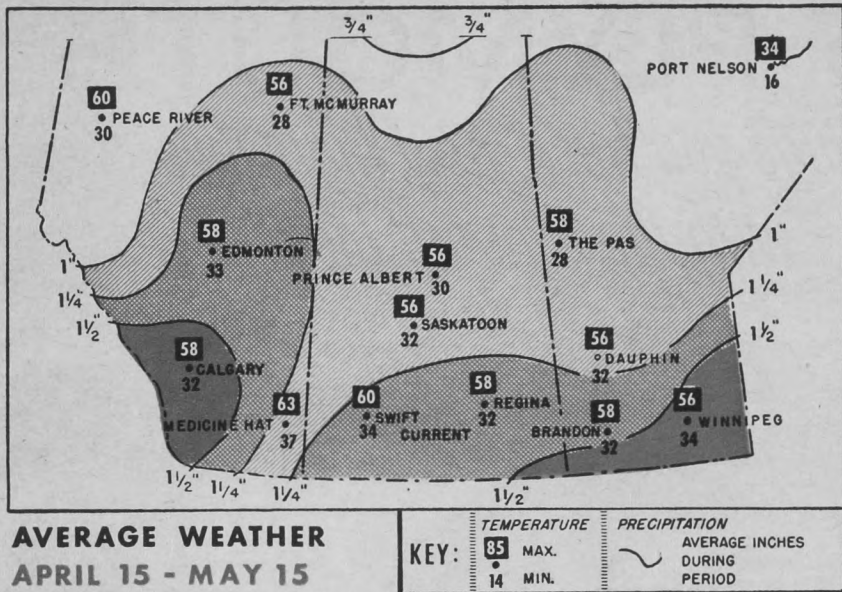 3/4" 3/4"
34
PORT NELSON
16
56
FT. MCMURRAY
28
60
PEACE RIVER
30
58
EDMONTON
33
58
THE PAS
28
56
PRINCE ALBERT
30
56
SASKATOON
32
1"
1 1/4"
1 1/2"
1"
1 1/4"
1 1/2"
58
CALGARY
32
56
DAUPHIN
32
63
MEDICINE HAT
37
60
SWIFT
CURRENT
34
58
REGINA
32
58
BRANDON
32
56
WINNIPEG
34
1 1/2" 1 1/4" 1 1/4" 1 1/2"
AVERAGE WEATHER
APRIL 15 - MAY 15
KEY:
TEMPERATURE
85 MAX.
14 MIN.
PRECIPITATION
AVERAGE INCHES
DURING
PERIOD